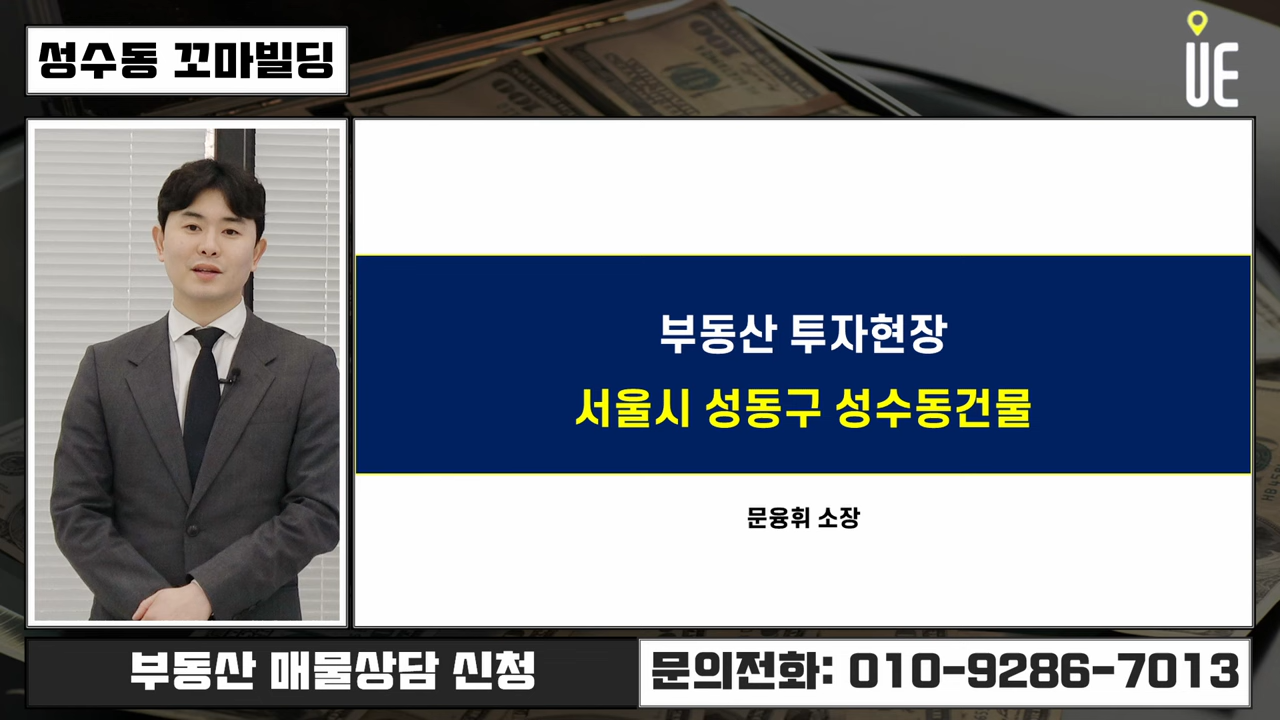 성수동 꼬마빌딩
UE
부동산 투자현장
서울시 성동구 성수동건물
문융휘 소장
부동산 매물상담 신청
문의전화: 010-9286-7013